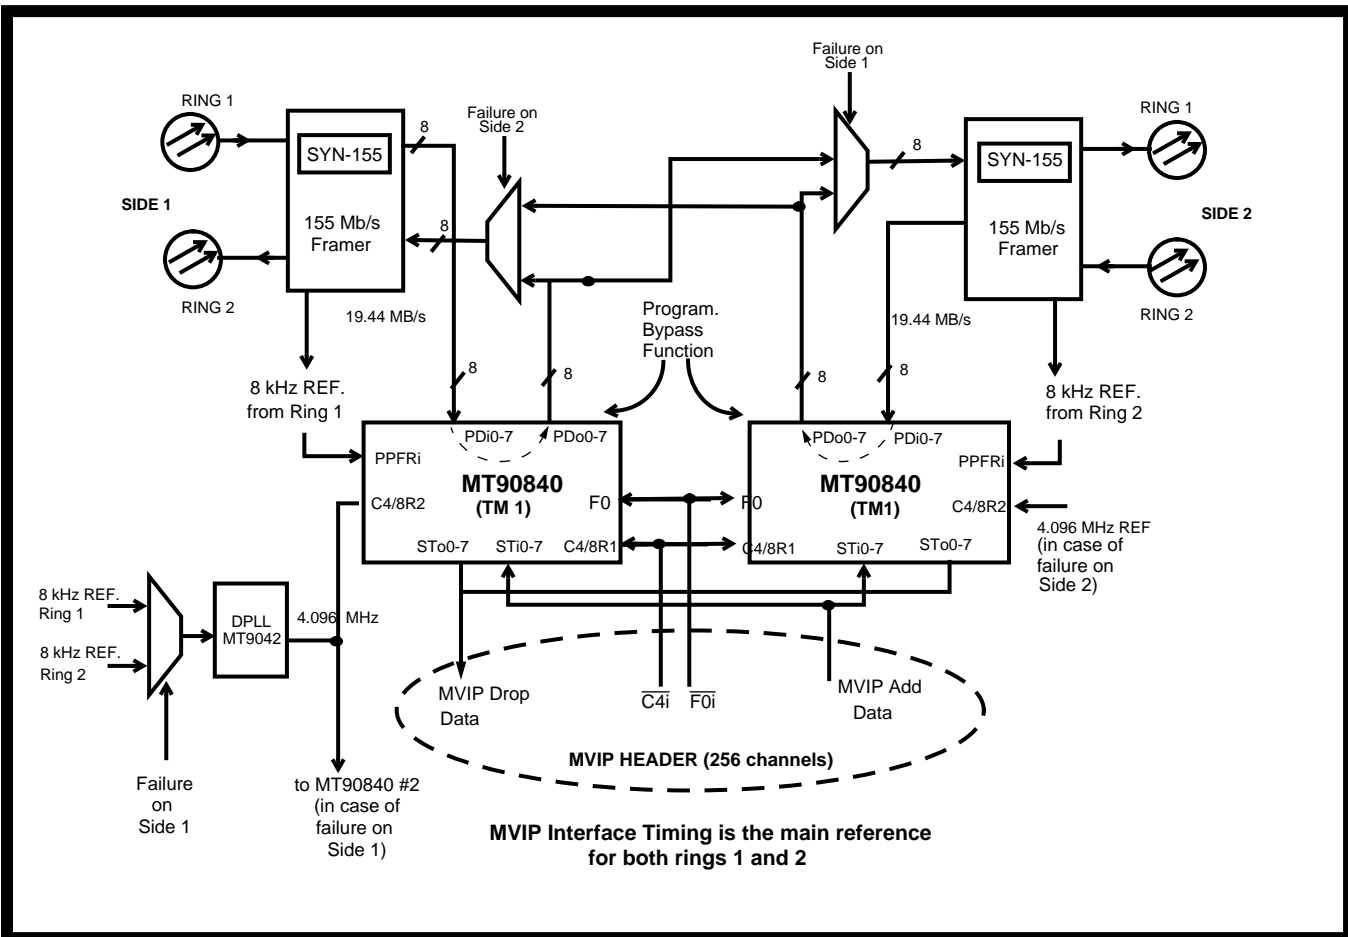 Failure on
Side 1
RING 1
Failure on
Side 2
8
8
RING 1
SYN-155
SYN-155
SIDE 1
155 Mb/s
Framer
8
155 Mb/s
Framer
SIDE 2
RING 2
19.44 MB/s
Program.
Bypass
Function
19.44 MB/s
RING 2
8 kHz REF.
from Ring 1
8
8
8
8
8 kHz REF.
from Ring 2
PDi0-7
PDo0-7
PPFRi
MT90840
(TM 1)
C4/8R2
F0
STo0-7
STi0-7
C4/8R1
PDo0-7
PDi0-7
PPFRi
MT90840
(TM1)
F0
C4/8R2
C4/8R1
STi0-7
STo0-7
4.096 MHz REF
(in case of
failure on
Side 2)
8 kHz REF.
Ring 1
8 kHz REF.
Ring 2
DPLL
MT9042
4.096 MHz
MVIP Drop
Data
C4i
F0i
MVIP Add
Data
MVIP HEADER (256 channels)
Failure
on
Side 1
to MT90840 #2
(in case of
failure on
Side 1)
MVIP Interface Timing is the main reference
for both rings 1 and 2